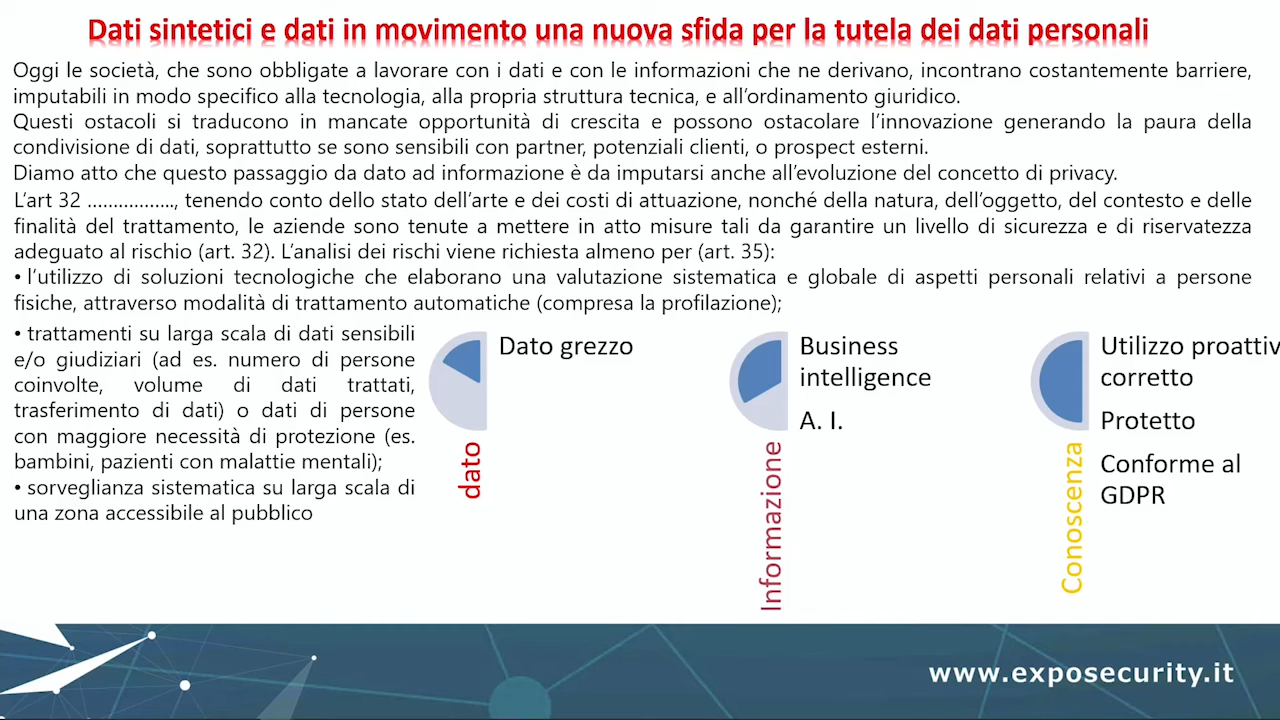 Dati sintetici e dati in movimento una nuova sfida per la tutela dei dati personali
Oggi le società, che sono obbligate a lavorare con i dati e con le informazioni che ne derivano, incontrano costantemente barriere,
imputabili in modo specifico alla tecnologia, alla propria struttura tecnica, e all’ordinamento giuridico.
Questi ostacoli si traducono in mancate opportunità di crescita e possono ostacolare l’innovazione generando la paura della
condivisione di dati, soprattutto se sono sensibili con partner, potenziali clienti, o prospect esterni.
Diamo atto che questo passaggio da dato ad informazione è da imputarsi anche all’evoluzione del concetto di privacy.
L’art 32 …………….., tenendo conto dello stato dell’arte e dei costi di attuazione, nonché della natura, dell’oggetto, del contesto e delle
finalità del trattamento, le aziende sono tenute a mettere in atto misure tali da garantire un livello di sicurezza e di riservatezza
adeguato al rischio (art. 32). L’analisi dei rischi viene richiesta almeno per (art. 35):
• l’utilizzo di soluzioni tecnologiche che elaborano una valutazione sistematica e globale di aspetti personali relativi a persone
fisiche, attraverso modalità di trattamento automatiche (compresa la profilazione);
• trattamenti su larga scala di dati sensibili
e/o giudiziari (ad es. numero di persone
coinvolte, volume di dati trattati,
trasferimento di dati) o dati di persone
con maggiore necessità di protezione (es.
bambini, pazienti con malattie mentali);
• sorveglianza sistematica su larga scala di
una zona accessibile al pubblico
dato
Dato grezzo
Informazione
Business
intelligence
A. I.
Conoscenza
Utilizzo proattiv
corretto
Protetto
Conforme al
GDPR
www.exposecurity.it